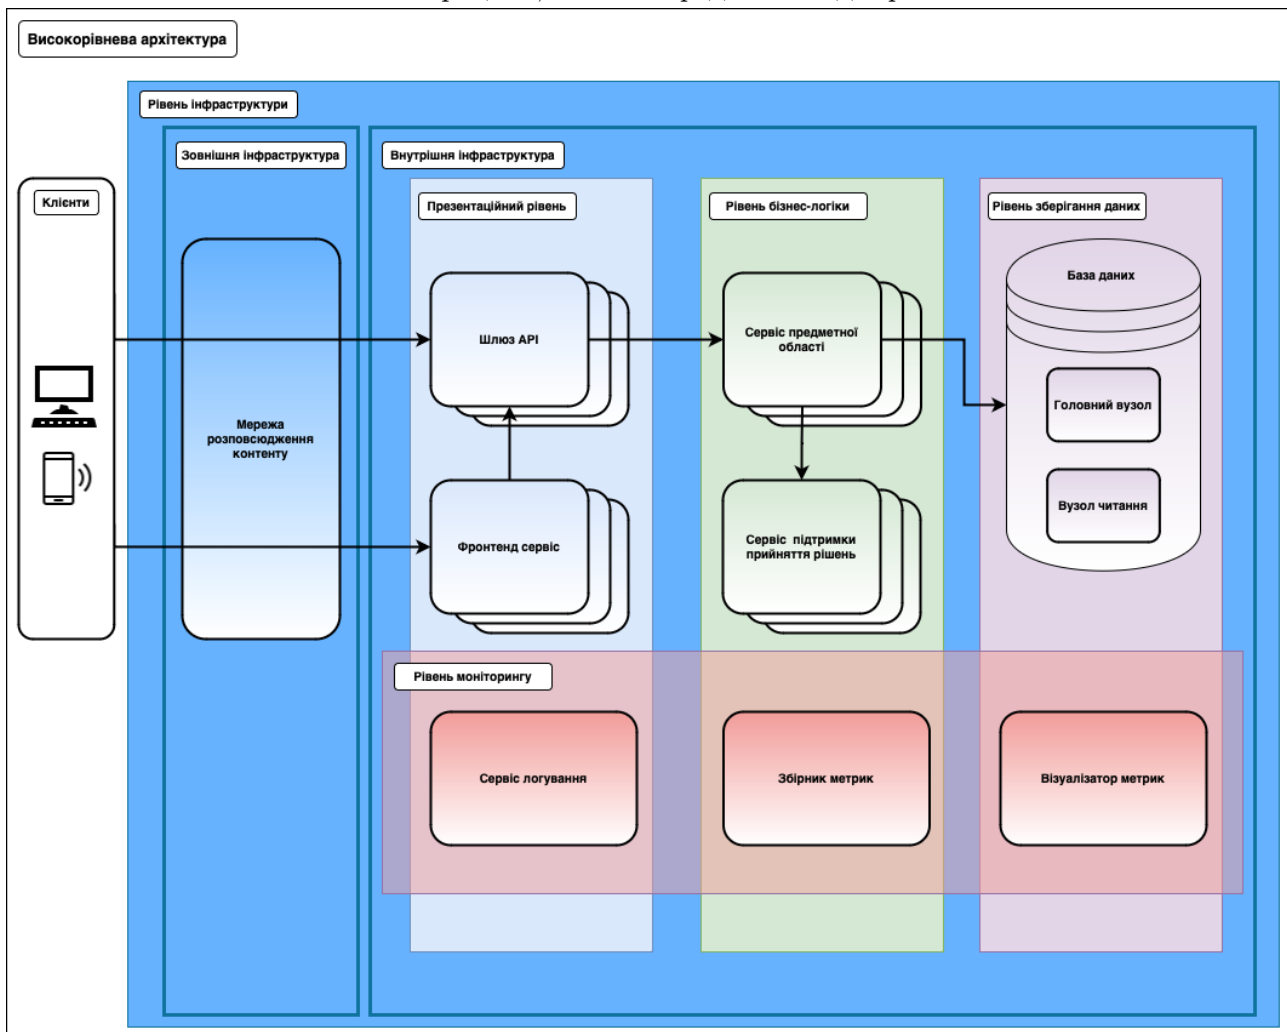 Високорівнева архітектура
Рівень інфраструктури
Зовнішня інфраструктура
Внутрішня інфраструктура
Клієнти
Презентаційний рівень
Рівень бізнес-логіки
Рівень зберігання даних
База даних
Шлюз API
Сервіс предметної
області
Головний вузол
Мережа
розповсюдження
контенту
Вузол читання
Фронтенд сервіс
Сервіс підтримки
прийняття рішень
Рівень моніторингу
Сервіс логування
Збірник метрик
Візуалізатор метрик